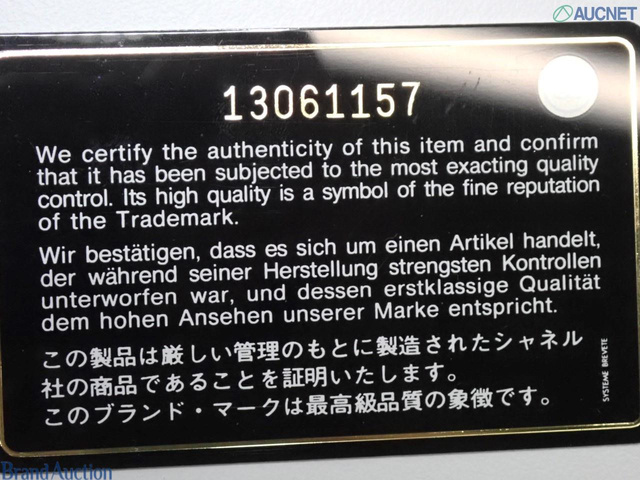 AUCNET
13061157
We certify the authenticity of this item and confirm
that it has been subjected to the most exacting quality
control. Its high quality is a symbol of the fine reputation
of the Trademark.
Wir bestätigen, dass es sich um einen Artikel handelt,
der während seiner Herstellung strengsten Kontrollen
unterworfen war, und dessen erstklassige Qualität
dem hohen Ansehen unserer Marke entspricht.
この製品は厳しい管理のもとに製造されたシャネル
社の商品であることを証明いたします。
このブランド・マークは最高級品質の象徴です。
SYSTEME BREVETE
Brand Auction